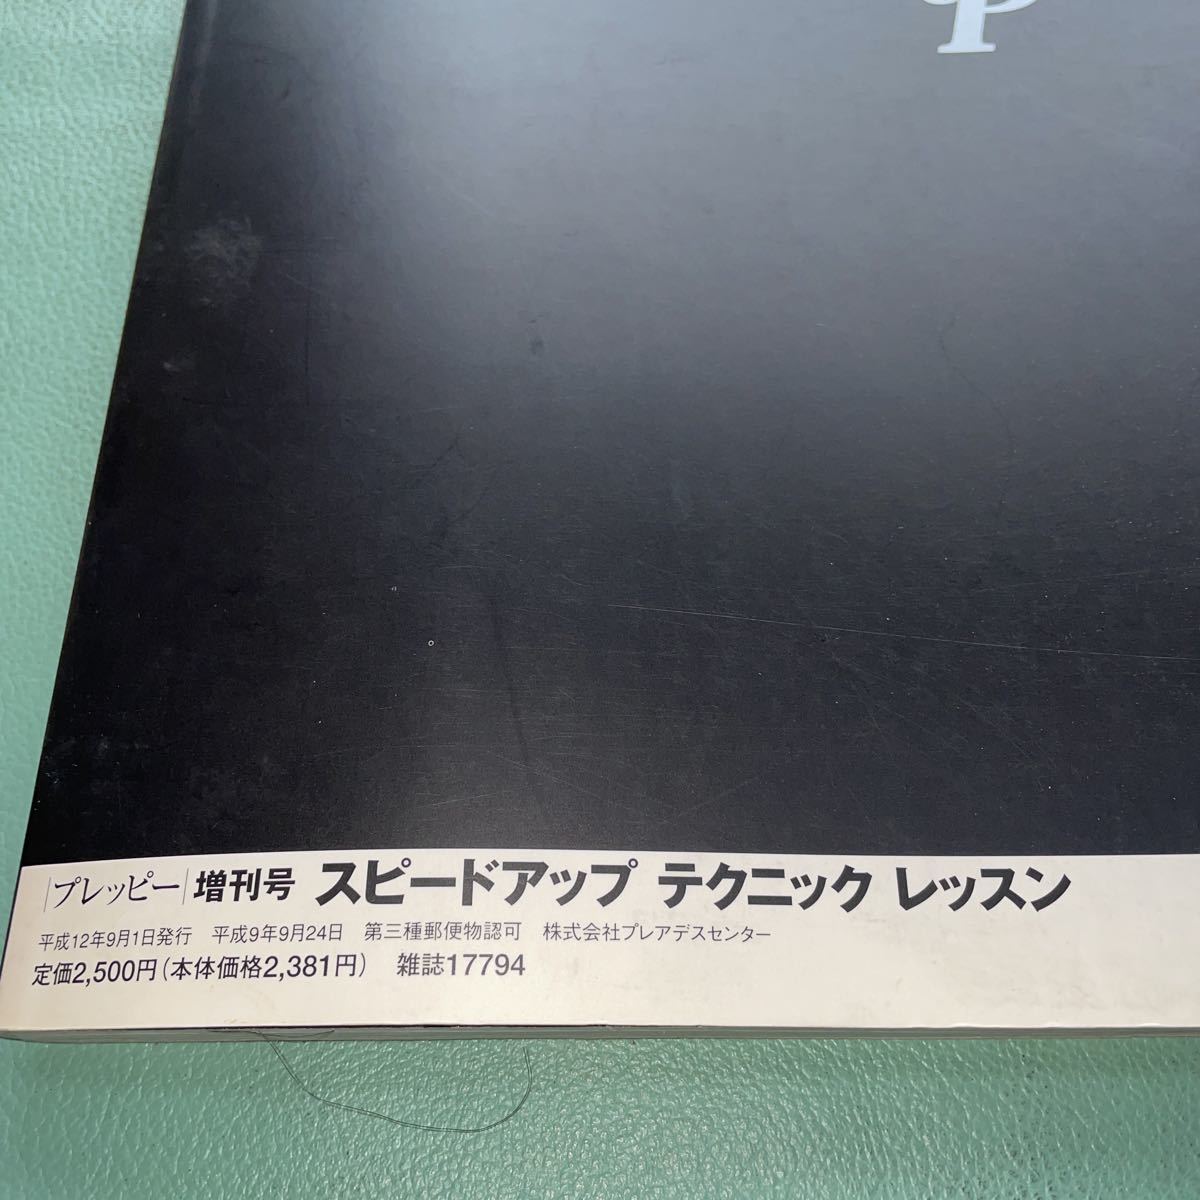 P
|プレッピー|増刊号 スピードアップ テクニック レッスン
平成12年9月1日発行 平成9年9月24日 第三種郵便物認可 株式会社プレアデスセンター
定価2,500円(本体価格2,381円) 雑誌17794